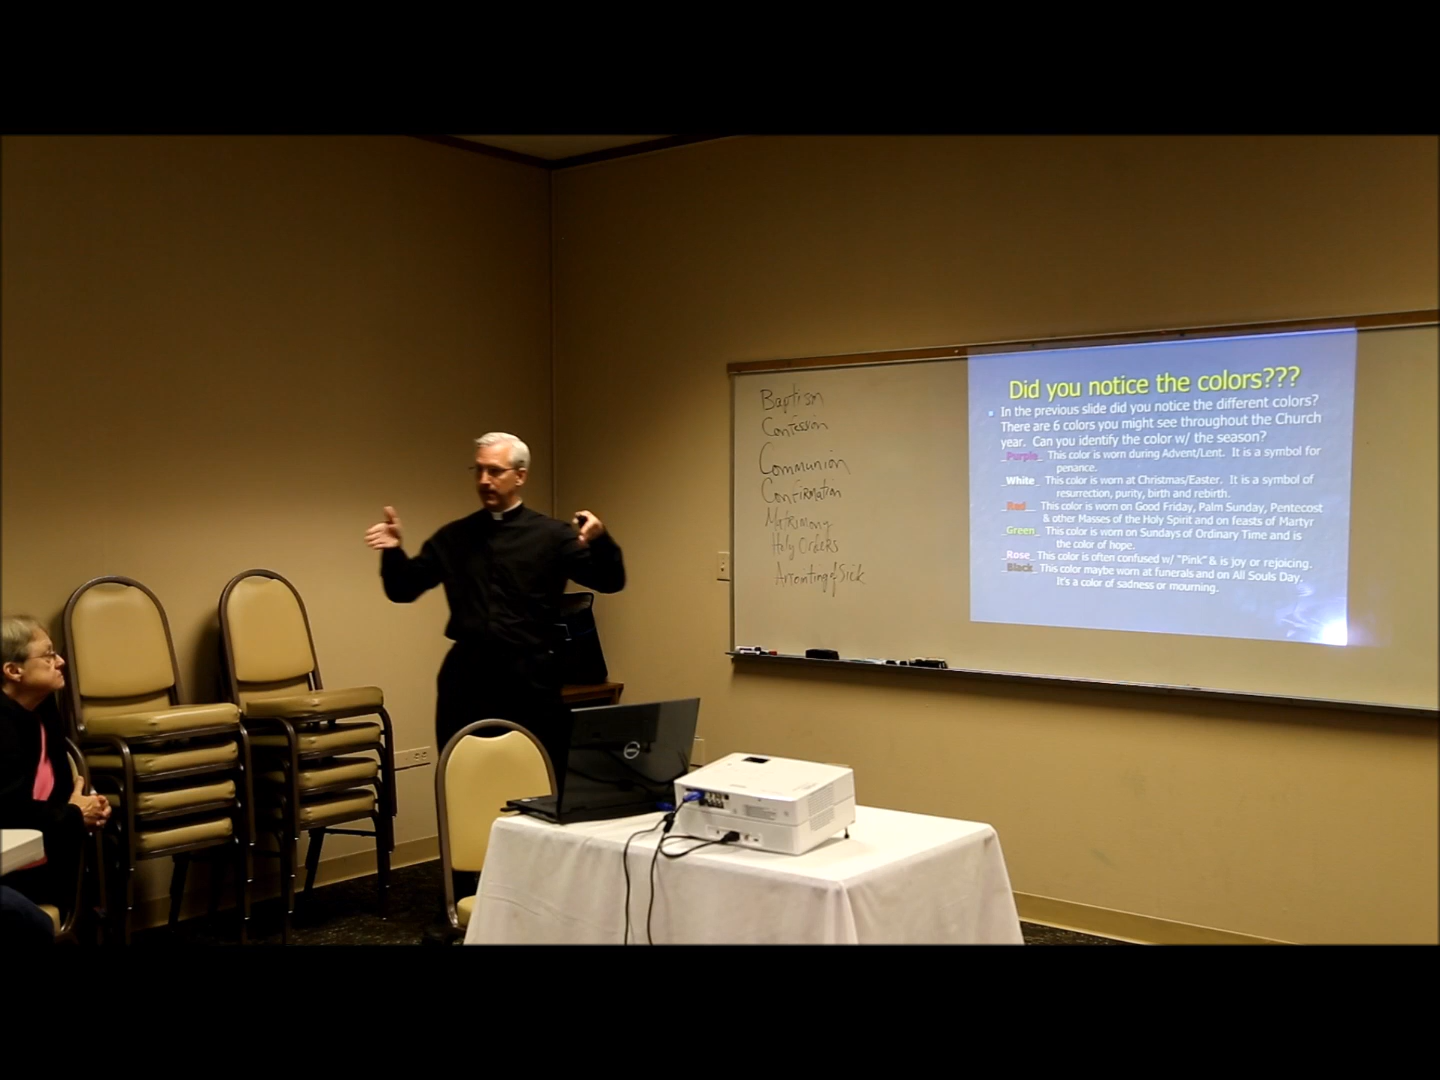 Baptism
Confession
Communion
Confirmation
Matrimony
Holy Orders
Anointing of Sick
Did you notice the colors???
In the previous slide did you notice the different colors?
There are 6 colors you might see throughout the Church
year. Can you identify the color w/ the season?
_Purple_ This color is worn during Advent/Lent. It is a symbol for
penance.
_White_ This color is worn at Christmas/Easter. It is a symbol of
resurrection, purity, birth and rebirth.
_Red_ This color is worn on Good Friday, Palm Sunday, Pentecost
& other Masses of the Holy Spirit and on feasts of Martyr
_Green_ This color is worn on Sundays of Ordinary Time and is
the color of hope.
_Rose_ This color is often confused w/ "Pink" & is joy or rejoicing.
_Black_ This color maybe worn at funerals and on All Souls Day.
It's a color of sadness or mourning.
DELL